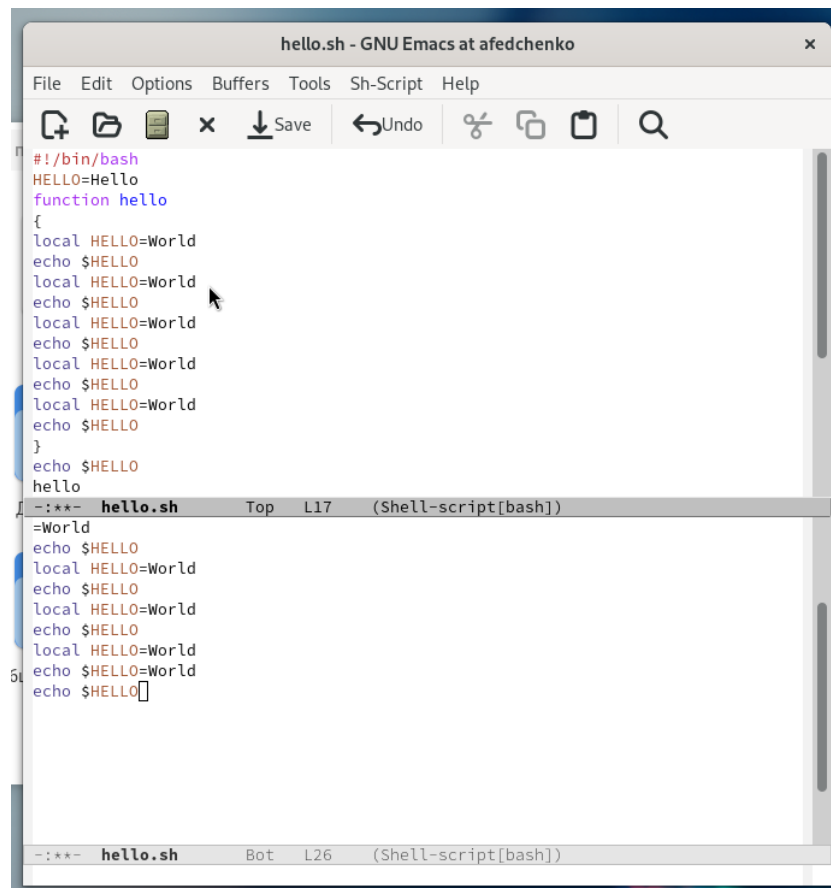 hello.sh - GNU Emacs at afedchenko ×
File Edit Options Buffers Tools Sh-Script Help
Save Undo
#!/bin/bash
HELLO=Hello
function hello
{
local HELLO=World
echo $HELLO
local HELLO=World
echo $HELLO
local HELLO=World
echo $HELLO
local HELLO=World
echo $HELLO
local HELLO=World
echo $HELLO
}
echo $HELLO
hello
-:**- hello.sh Top L17 (Shell-script[bash])
=World
echo $HELLO
local HELLO=World
echo $HELLO
local HELLO=World
echo $HELLO
local HELLO=World
echo $HELLO=World
echo $HELLO
-:**- hello.sh Bot L26 (Shell-script[bash])